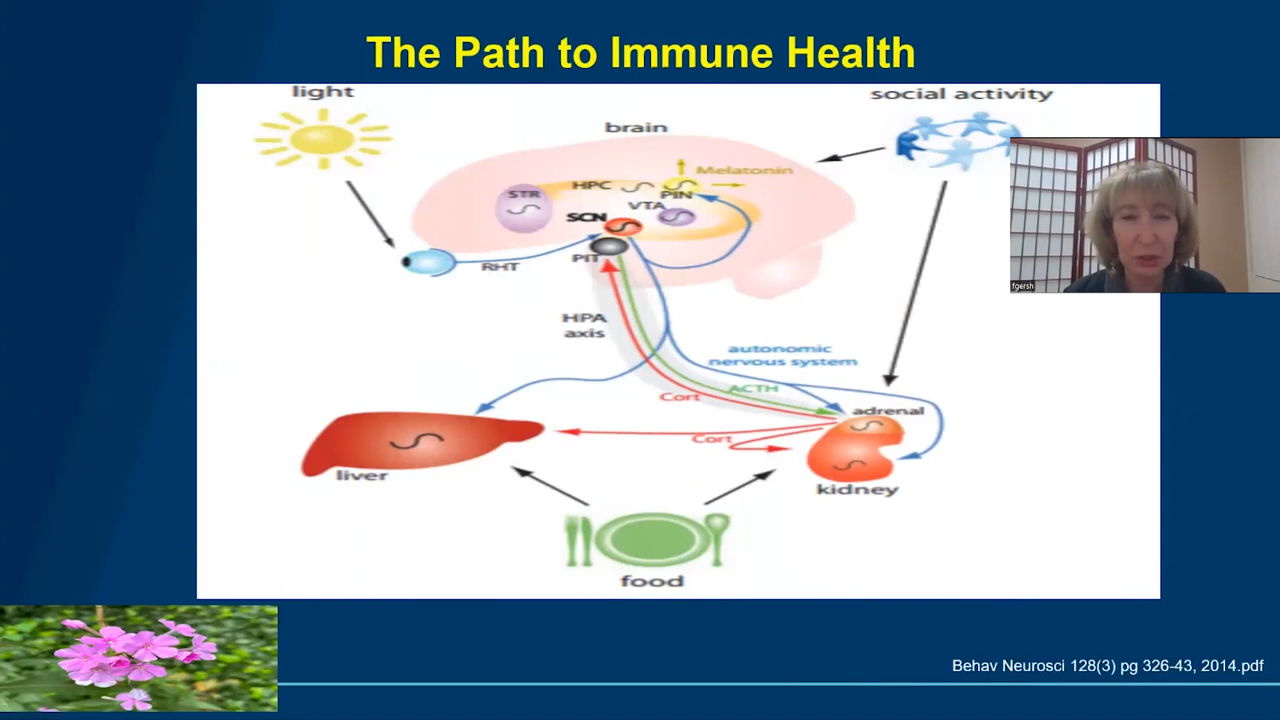 The Path to Immune Health
light
social activity
brain
Melatonin
HPC
PIN
STR
VTA
SCN
PIT
RHT
fgersh
HPA
axis
autonomic
nervous system
ACTH
Cort
adrenal
Cort
liver
kidney
food
Behav Neurosci 128(3) pg 326-43, 2014.pdf